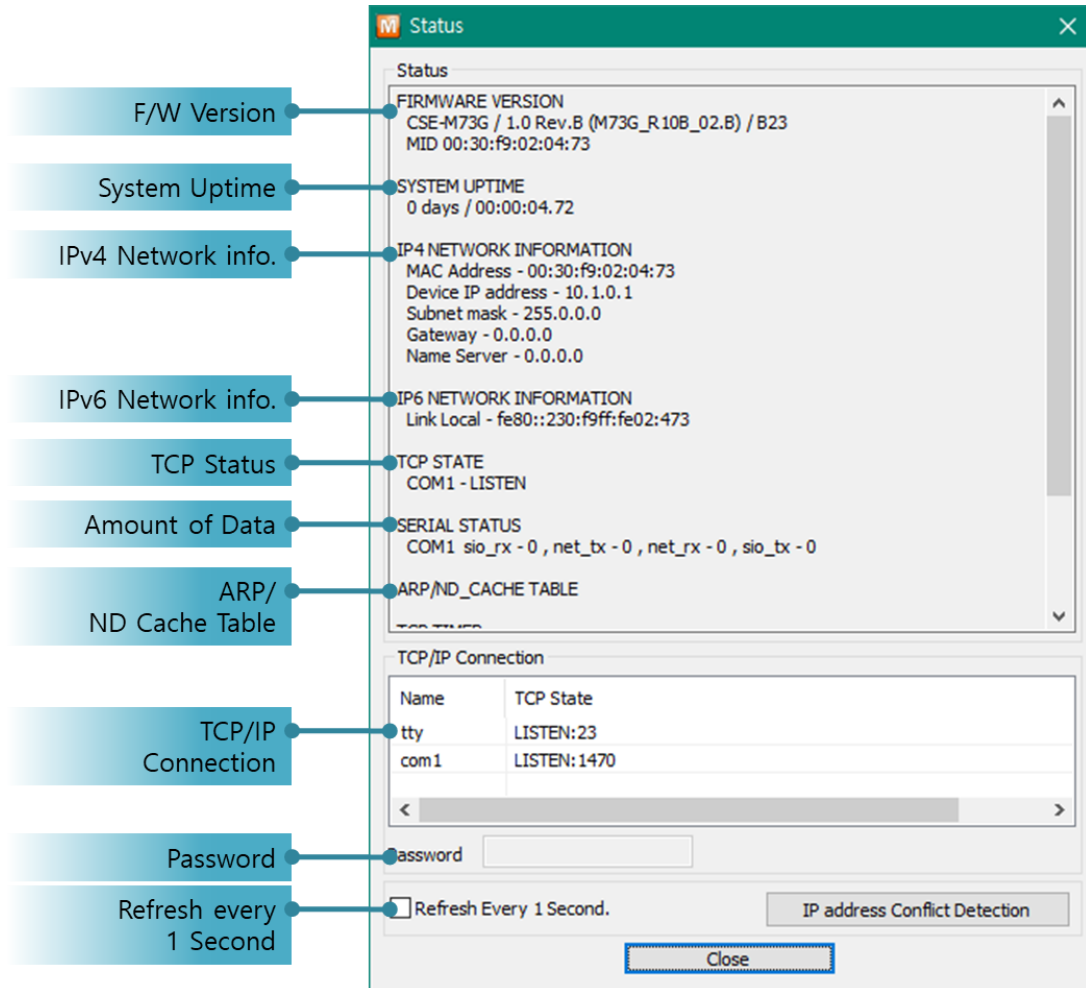 M Status
Status
F/W Version
FIRMWARE VERSION
CSE-M73G / 1.0 Rev.B (M73G_R10B_02.B) / B23
MID 00:30:f9:02:04:73
System Uptime
SYSTEM UPTIME
0 days / 00:00:04.72
IPv4 Network info.
IP4 NETWORK INFORMATION
MAC Address - 00:30:f9:02:04:73
Device IP address - 10.1.0.1
Subnet mask - 255.0.0.0
Gateway - 0.0.0.0
Name Server - 0.0.0.0
IPv6 Network info.
IP6 NETWORK INFORMATION
Link Local - fe80::230:f9ff:fe02:473
TCP Status
TCP STATE
COM1 - LISTEN
Amount of Data
SERIAL STATUS
COM1 sio_rx - 0 , net_tx - 0 , net_rx - 0 , sio_tx - 0
ARP/
ND Cache Table
ARP/ND_CACHE TABLE
TCP TIMER
TCP/IP Connection
Name TCP State
TCP/IP
Connection
tty LISTEN:23
com1 LISTEN:1470
Password
Password
Refresh every
1 Second
Refresh Every 1 Second.
IP address Conflict Detection
Close